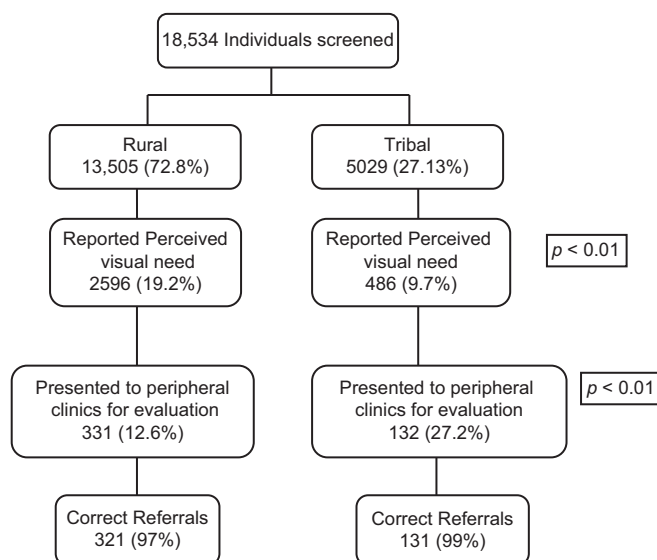 18,534 Individuals screened
Rural
13,505 (72.8%)
Tribal
5029 (27.13%)
Reported Perceived
visual need
2596 (19.2%)
Reported Perceived
visual need
486 (9.7%)
p < 0.01
Presented to peripheral
clinics for evaluation
331 (12.6%)
Presented to peripheral
clinics for evaluation
132 (27.2%)
p < 0.01
Correct Referrals
321 (97%)
Correct Referrals
131 (99%)